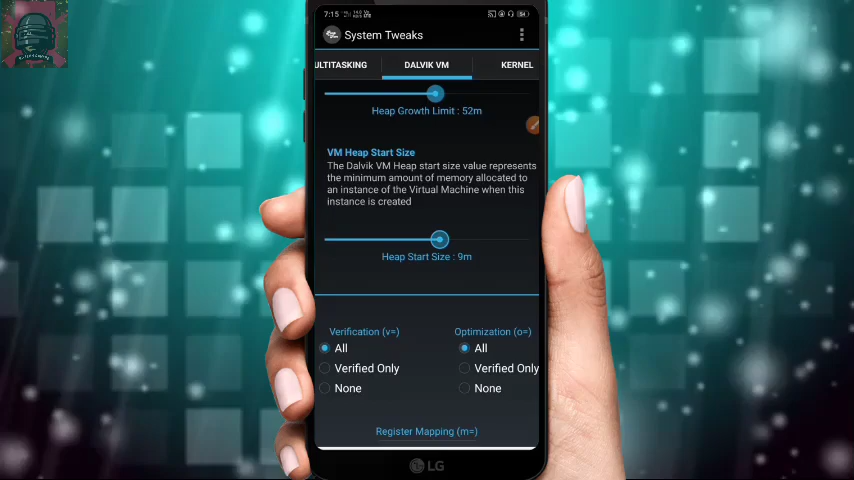 7:15
System Tweaks
ULTITASKING
DALVIK VM
KERNEL
Heap Growth Limit : 52m
VM Heap Start Size
The Dalvik VM Heap start size value represents
the minimum amount of memory allocated to
an instance of the Virtual Machine when this
instance is created
Heap Start Size : 9m
Verification (v=)
Optimization (o=)
All
All
Verified Only
Verified Only
None
None
Register Mapping (m=)
LG